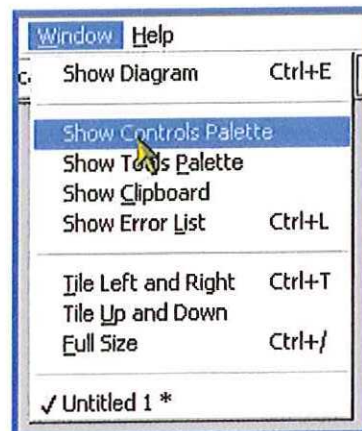 Window Help
Show Diagram Ctrl+E
Show Controls Palette
Show Tools Palette
Show Clipboard
Show Error List Ctrl+L
Tile Left and Right Ctrl+T
Tile Up and Down
Full Size Ctrl+/
✓ Untitled 1 *